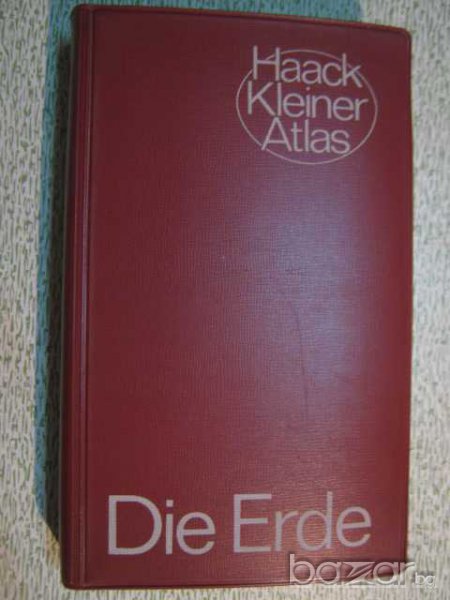 Haack
Kleiner
Atlas
Die Erde
bazar.bg